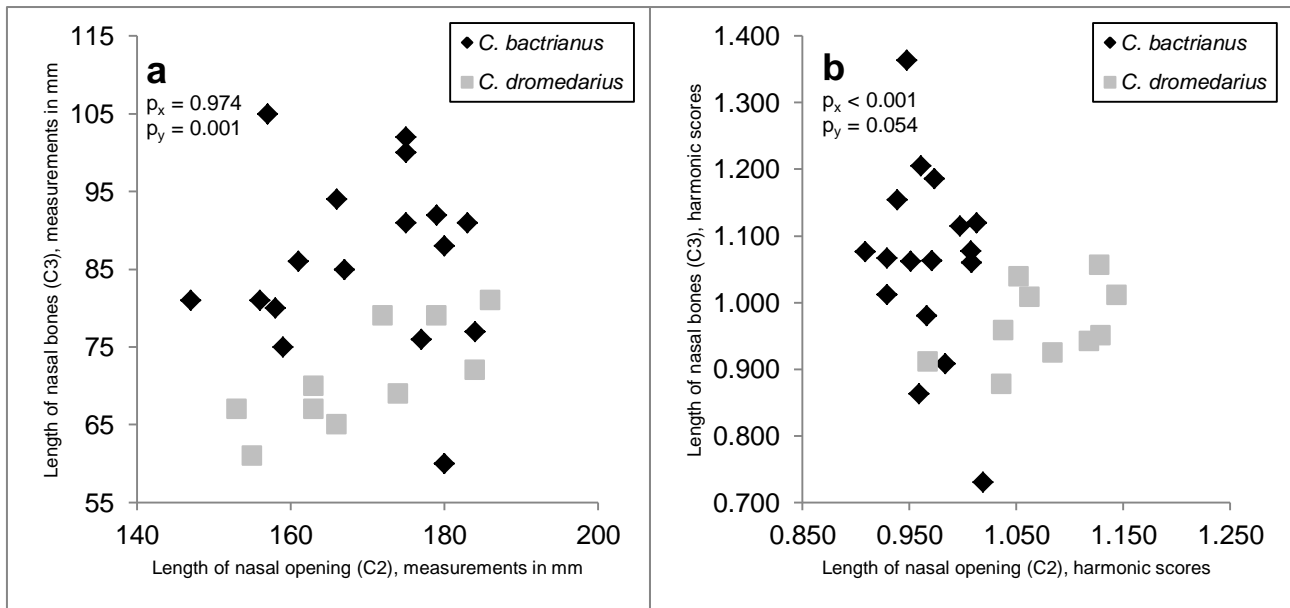 a
p_x = 0.974
p_y = 0.001
C. bactrianus
C. dromedarius
Length of nasal bones (C3), measurements in mm
115
105
95
85
75
65
55
140 160 180 200
Length of nasal opening (C2), measurements in mm
b
p_x < 0.001
p_y = 0.054
C. bactrianus
C. dromedarius
Length of nasal bones (C3), harmonic scores
1.400
1.300
1.200
1.100
1.000
0.900
0.800
0.700
0.850 0.950 1.050 1.150 1.250
Length of nasal opening (C2), harmonic scores